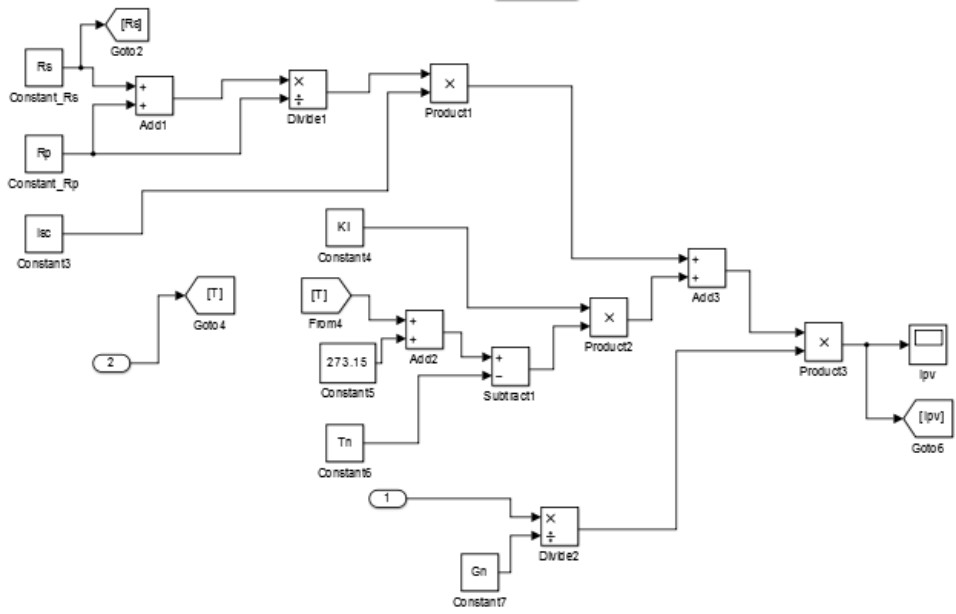 [Rs]
Goto2
Rs
Constant_Rs
+
+
Add1
×
÷
Divide1
×
Product1
Rp
Constant_Rp
Isc
Constant3
KI
Constant4
[T]
Goto4
[T]
From4
+
+
Add2
273.15
Constant5
+
−
Subtract1
×
Product2
+
+
Add3
×
Product3
Ipv
[Ipv]
Goto6
2
Tn
Constant6
1
×
÷
Divide2
Gn
Constant7